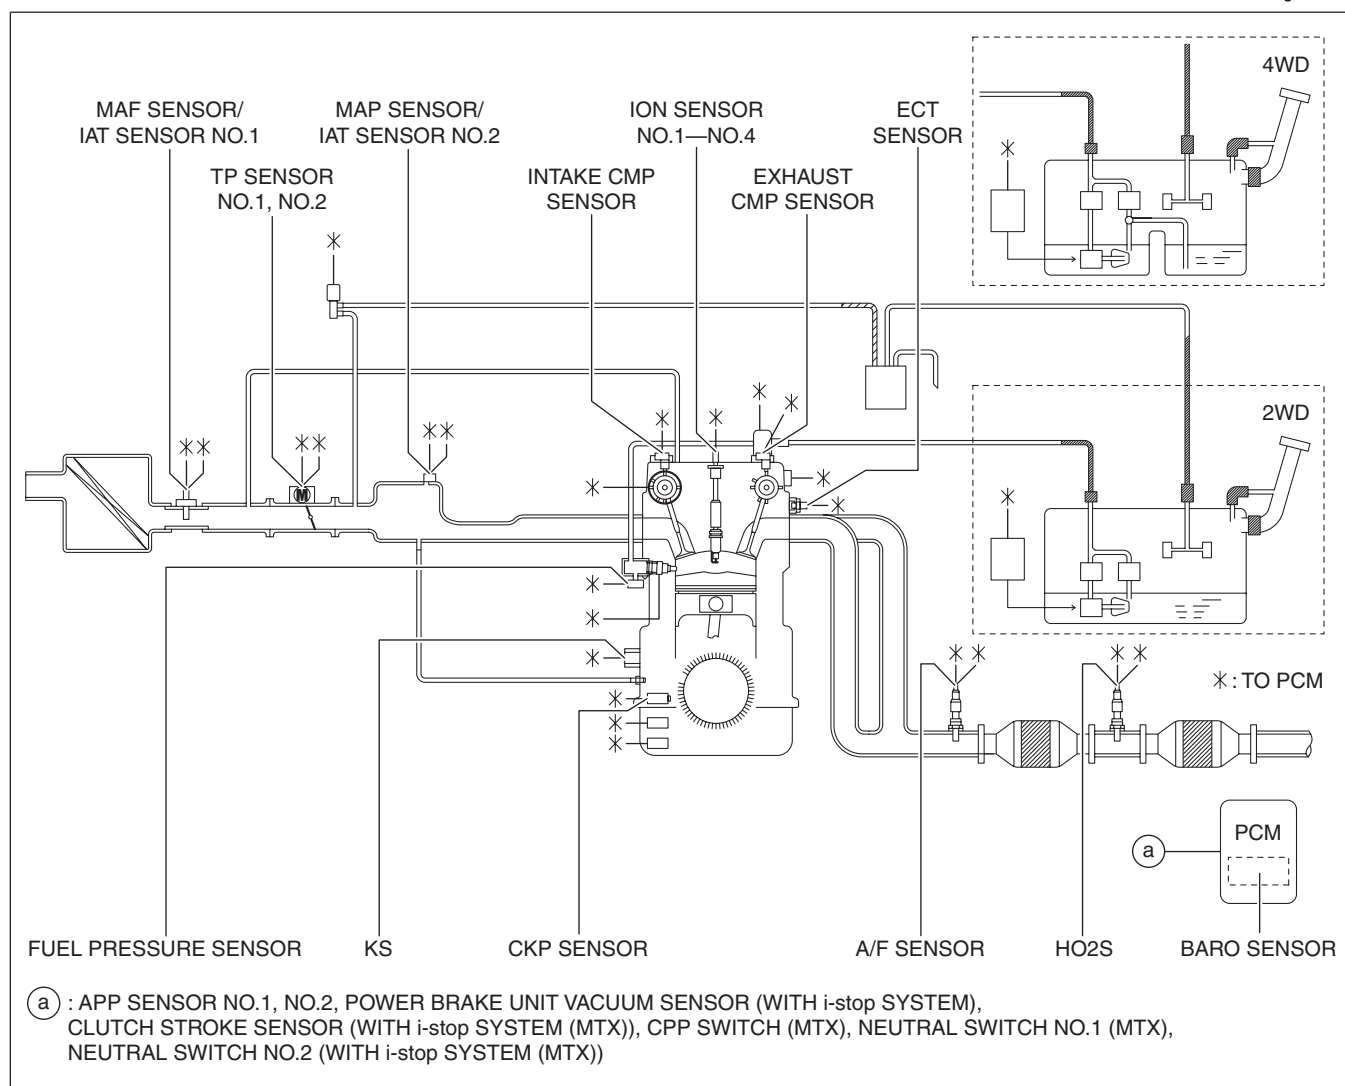 4WD
MAF SENSOR/
IAT SENSOR NO.1
MAP SENSOR/
IAT SENSOR NO.2
ION SENSOR
NO.1—NO.4
ECT
SENSOR
TP SENSOR
NO.1, NO.2
INTAKE CMP
SENSOR
EXHAUST
CMP SENSOR
2WD
M
: TO PCM
PCM
a
FUEL PRESSURE SENSOR
KS
CKP SENSOR
A/F SENSOR
HO2S
BARO SENSOR
a : APP SENSOR NO.1, NO.2, POWER BRAKE UNIT VACUUM SENSOR (WITH i-stop SYSTEM),
CLUTCH STROKE SENSOR (WITH i-stop SYSTEM (MTX)), CPP SWITCH (MTX), NEUTRAL SWITCH NO.1 (MTX),
NEUTRAL SWITCH NO.2 (WITH i-stop SYSTEM (MTX))